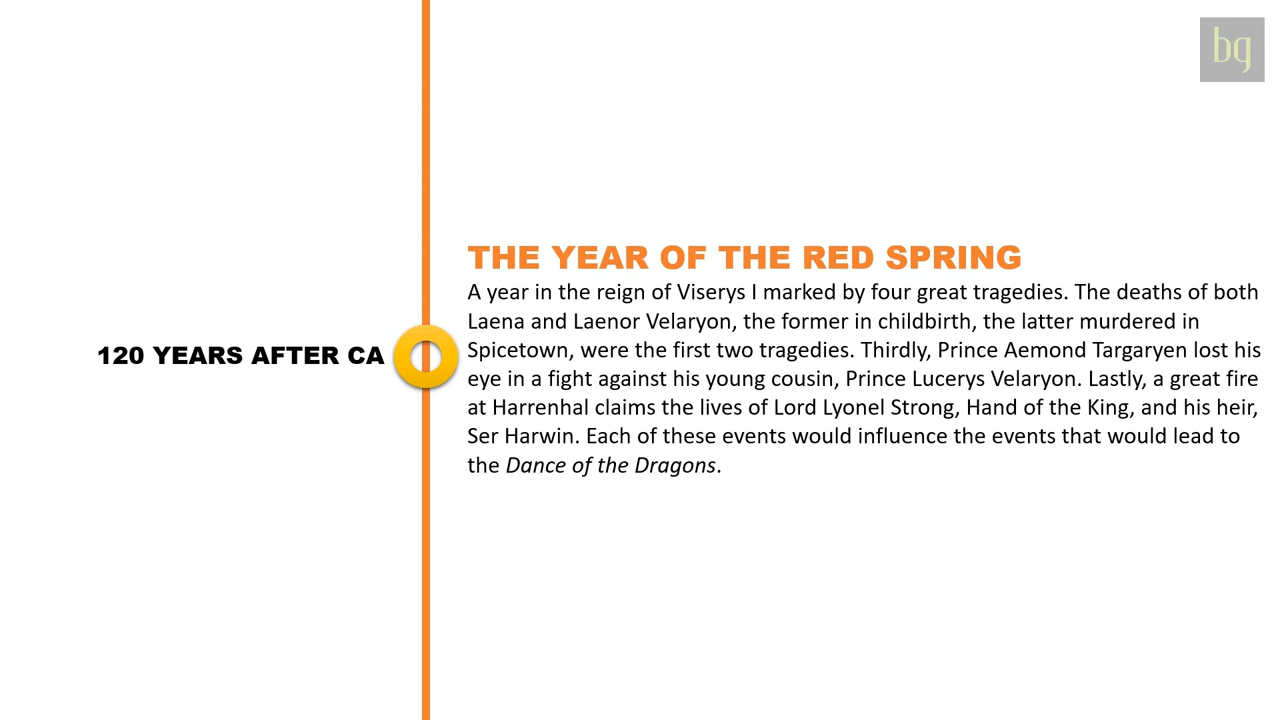 bg
THE YEAR OF THE RED SPRING
A year in the reign of Viserys I marked by four great tragedies. The deaths of both
Laena and Laenor Velaryon, the former in childbirth, the latter murdered in
Spicetown, were the first two tragedies. Thirdly, Prince Aemond Targaryen lost his
eye in a fight against his young cousin, Prince Lucerys Velaryon. Lastly, a great fire
at Harrenhal claims the lives of Lord Lyonel Strong, Hand of the King, and his heir,
Ser Harwin. Each of these events would influence the events that would lead to
the Dance of the Dragons.
120 YEARS AFTER CA